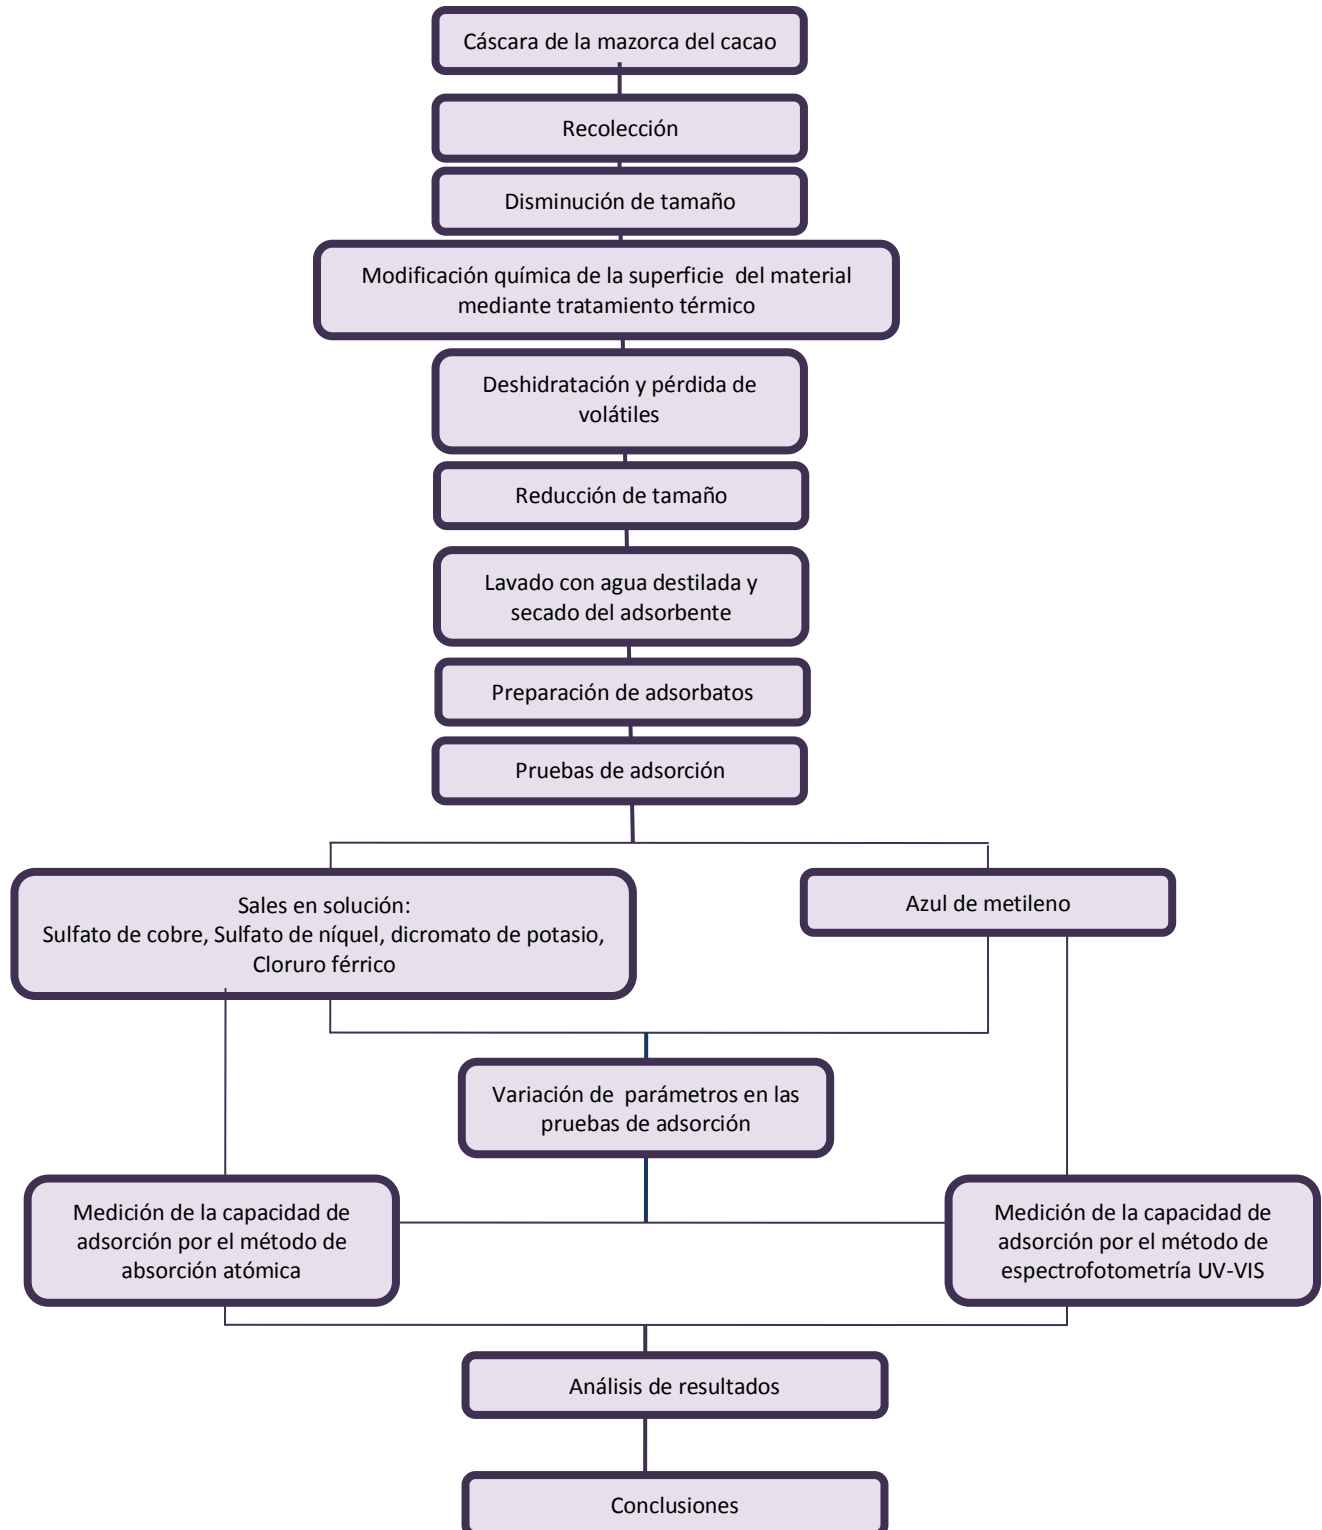 Cáscara de la mazorca del cacao
Recolección
Disminución de tamaño
Modificación química de la superficie  del material
mediante tratamiento térmico
Deshidratación y pérdida de
volátiles
Reducción de tamaño
Lavado con agua destilada y
secado del adsorbente
Preparación de adsorbatos
Pruebas de adsorción
Sales en solución:
Sulfato de cobre, Sulfato de níquel, dicromato de potasio,
Cloruro férrico
Azul de metileno
Variación de  parámetros en las
pruebas de adsorción
Medición de la capacidad de
adsorción por el método de
absorción atómica
Medición de la capacidad de
adsorción por el método de
espectrofotometría UV-VIS
Análisis de resultados
Conclusiones